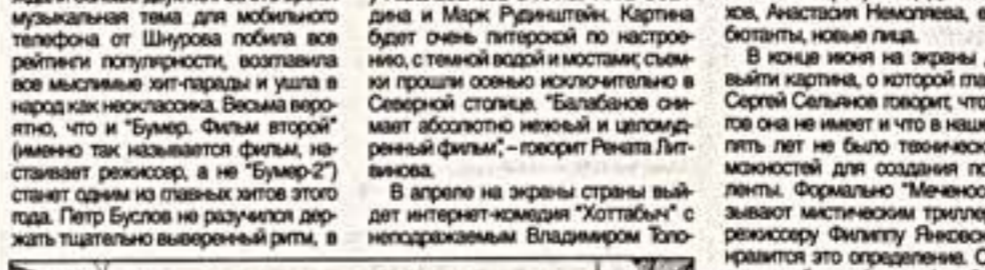 музыкальная тема для мобильного
телефона от Шнурова побила все
рейтинги популярности, возглавила
все мыслимые хит-парады и ушла в
народ как неоклассика. Весьма веро-
ятно, что и "Бумер. Фильм второй"
(именно так называется фильм, на-
стаивает режиссер, а не "Бумер-2")
станет одним из главных хитов этого
года. Петр Буслов не разучился дер-
жать тщательно выверенный ритм, в
дина и Марк Рудинштейн. Картина
будет очень питерской по настрое-
нию, с темной водой и мостами; съем-
ки прошли осенью исключительно в
Северной столице. "Балабанов сни-
мает абсолютно нежный и целомуд-
ренный фильм", – говорит Рената Лит-
винова.
В апреле на экраны страны вый-
дет интернет-комедия "Хоттабыч" с
неподражаемым Владимиром Толо-
хов, Анастасия Немоляева, е
бютанты, новые лица.
В конце июня на экраны
выйти картина, о которой гла
Сергей Сельянов говорит, что
гов она не имеет и что в наше
пять лет не было техническ
можностей для создания по
ленты. Формально "Меченос
зывают мистическим триллер
режиссеру Филиппу Янковск
нравится это определение. С